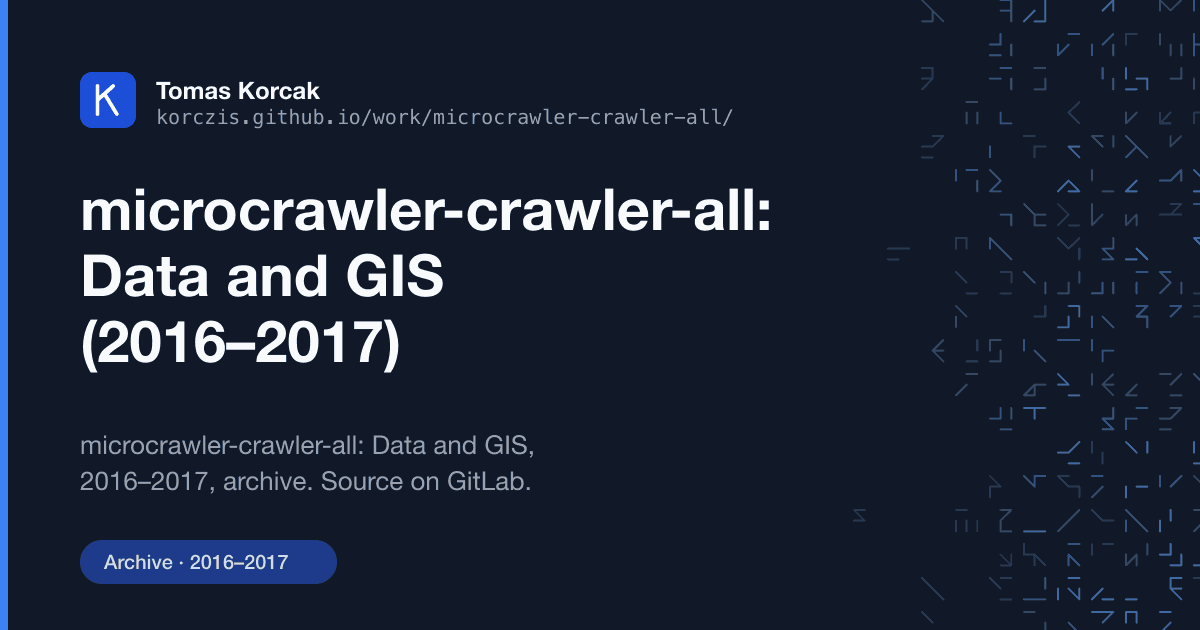 K
Tomas Korcak
korczis.github.io/work/microcrawler-crawler-all/
microcrawler-crawler-all:
Data and GIS
(2016–2017)
microcrawler-crawler-all: Data and GIS,
2016–2017, archive. Source on GitLab.
Archive · 2016–2017